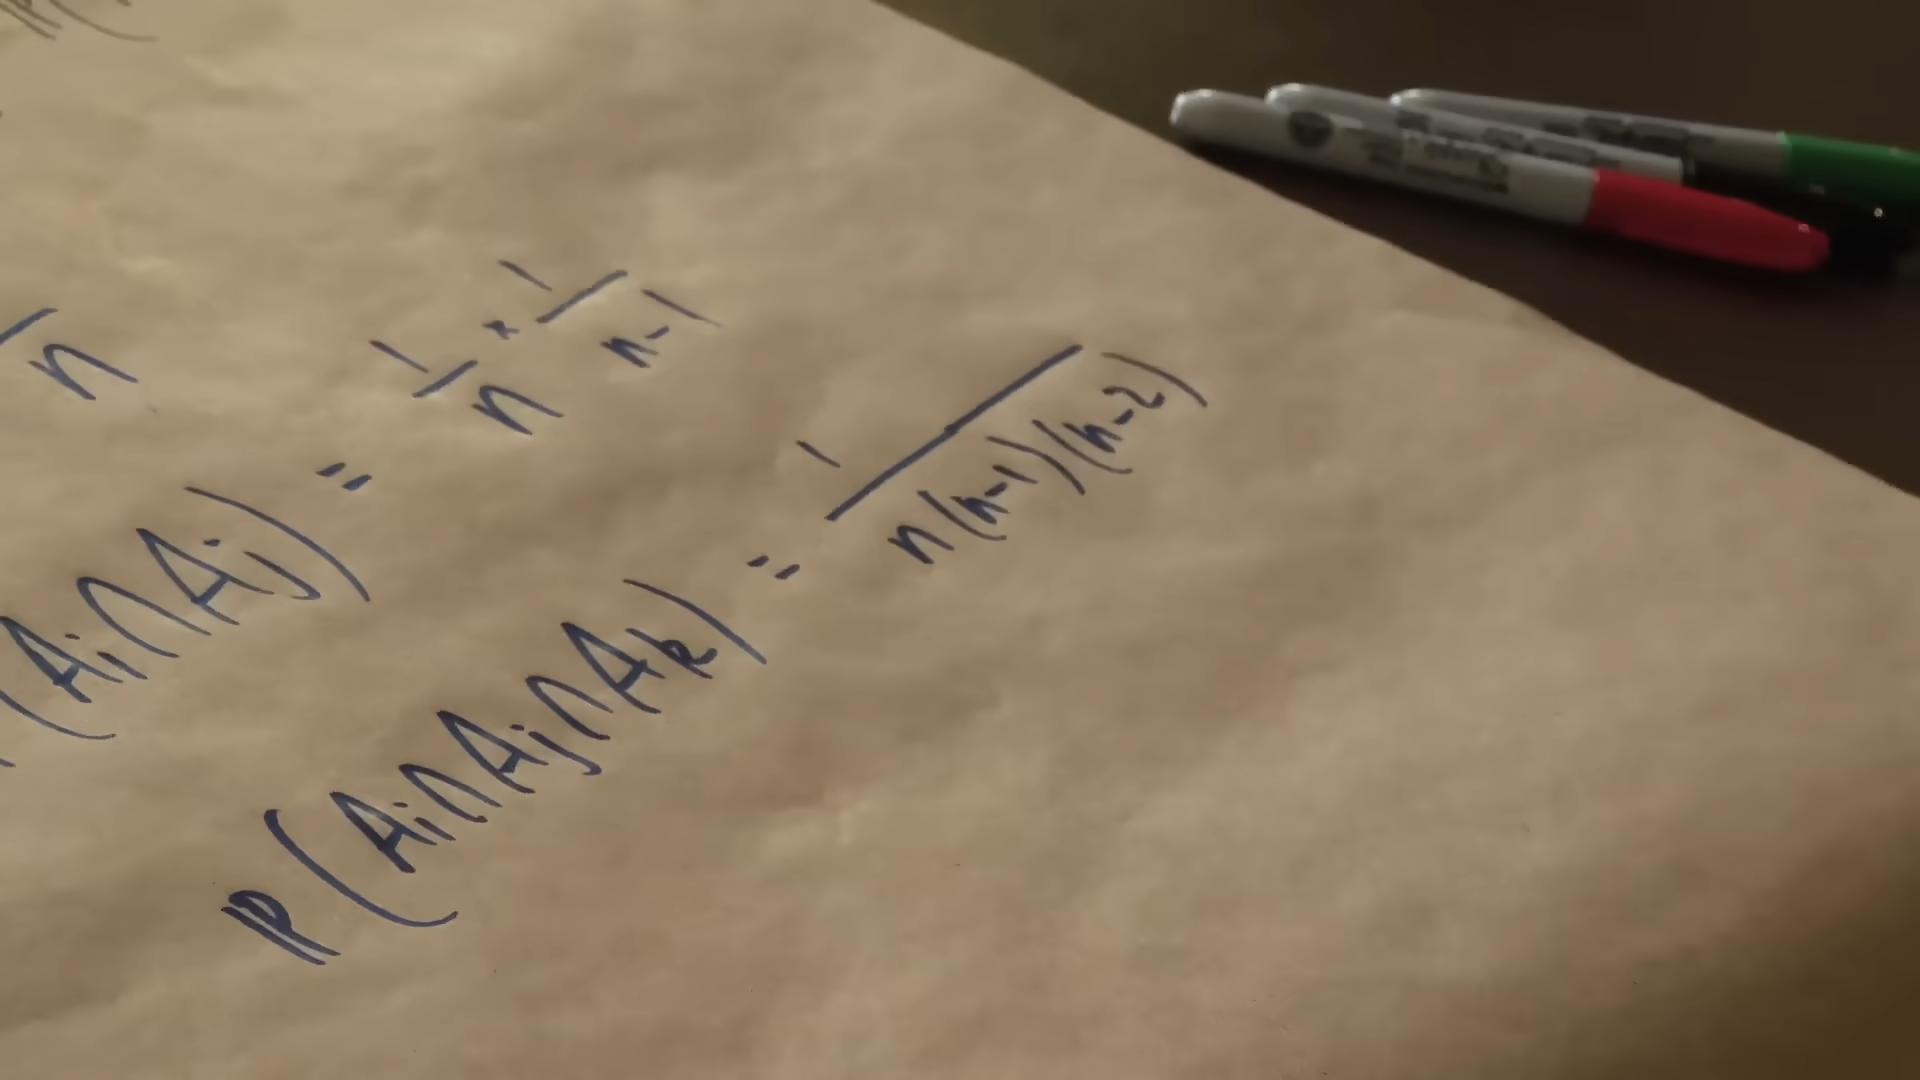 n
(A_i∩A_j) = 1/n × 1/(n-1)
ℙ(A_i∩A_j∩A_k) = 1/(n(n-1)(n-2))